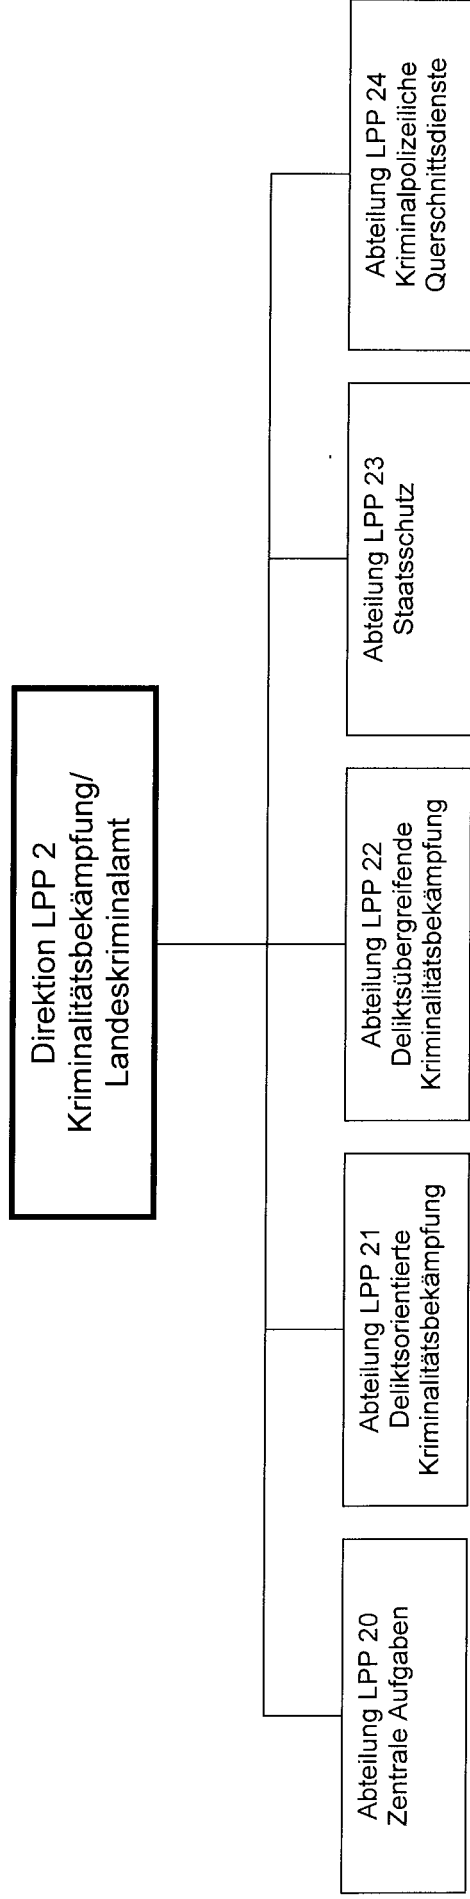 Direktion LPP 2
Kriminalitätsbekämpfung/
Landeskriminalamt
Abteilung LPP 20
Zentrale Aufgaben
Abteilung LPP 21
Deliktsorientierte
Kriminalitätsbekämpfung
Abteilung LPP 22
Deliktsübergreifende
Kriminalitätsbekämpfung
Abteilung LPP 23
Staatsschutz
Abteilung LPP 24
Kriminalpolizeiliche
Querschnittsdienste